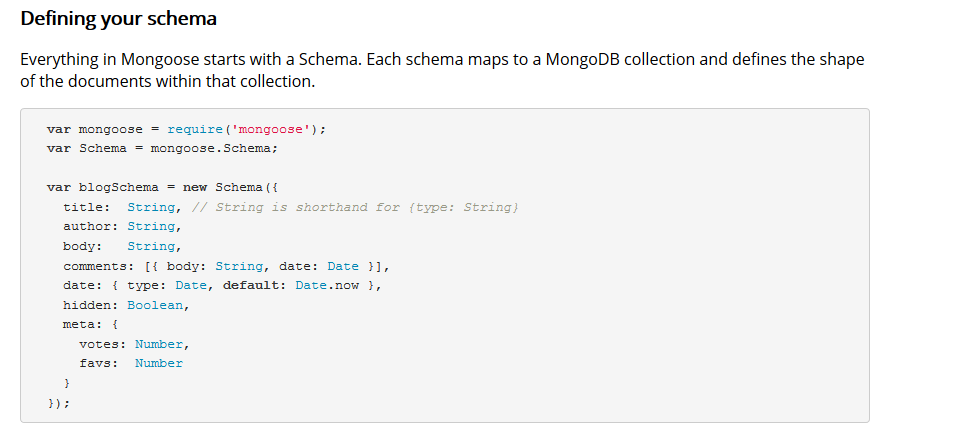 Defining your schema
Everything in Mongoose starts with a Schema. Each schema maps to a MongoDB collection and defines the shape
of the documents within that collection.
var mongoose = require('mongoose');
var Schema = mongoose.Schema;
var blogSchema = new Schema({
  title:  String, // String is shorthand for {type: String}
  author: String,
  body:   String,
  comments: [{ body: String, date: Date }],
  date: { type: Date, default: Date.now },
  hidden: Boolean,
  meta: {
    votes: Number,
    favs:  Number
  }
});